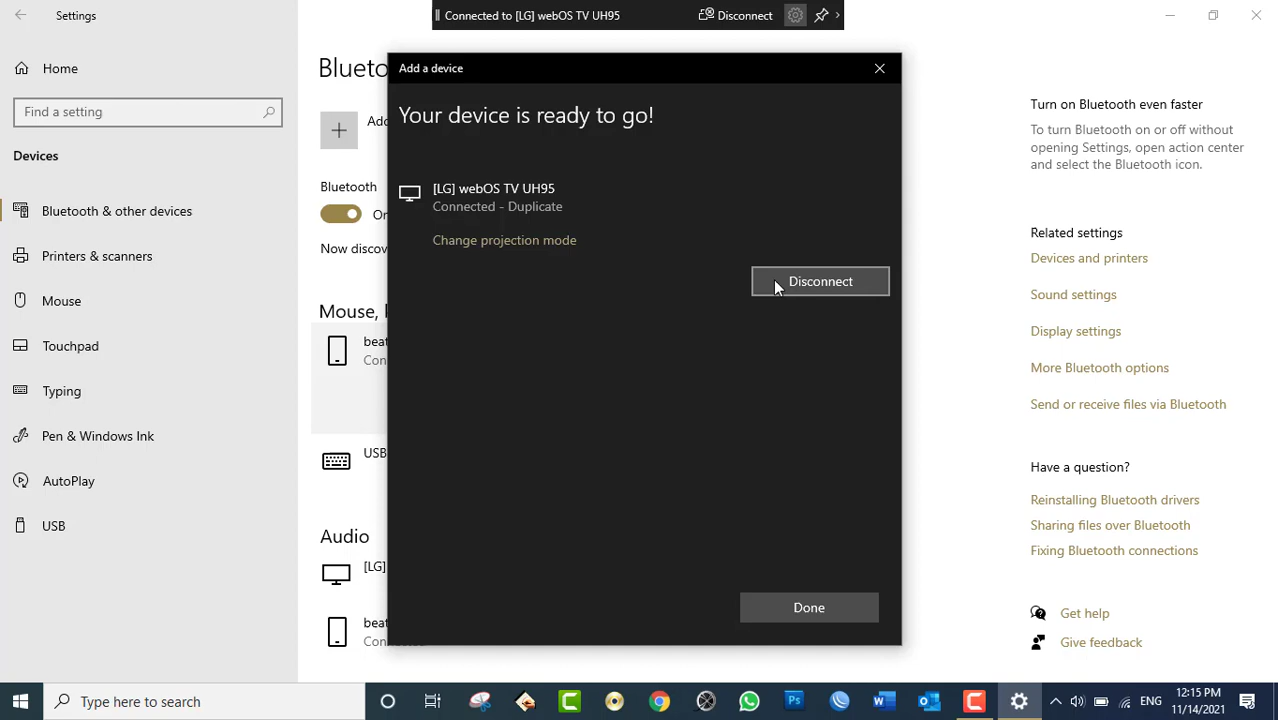 Settings
Connected to [LG] webOS TV UH95
Disconnect
Home
Find a setting
Devices
Bluetooth & other devices
Printers & scanners
Mouse
Touchpad
Typing
Pen & Windows Ink
AutoPlay
USB
Blueto
Add
Bluetooth
On
Now discov
Mouse, k
beat
Con
USB
Audio
[LG]
beat
Add a device
Your device is ready to go!
[LG] webOS TV UH95
Connected - Duplicate
Change projection mode
Disconnect
Done
Turn on Bluetooth even faster
To turn Bluetooth on or off without
opening Settings, open action center
and select the Bluetooth icon.
Related settings
Devices and printers
Sound settings
Display settings
More Bluetooth options
Send or receive files via Bluetooth
Have a question?
Reinstalling Bluetooth drivers
Sharing files over Bluetooth
Fixing Bluetooth connections
Get help
Give feedback
Type here to search
ENG
12:15 PM
11/14/2021